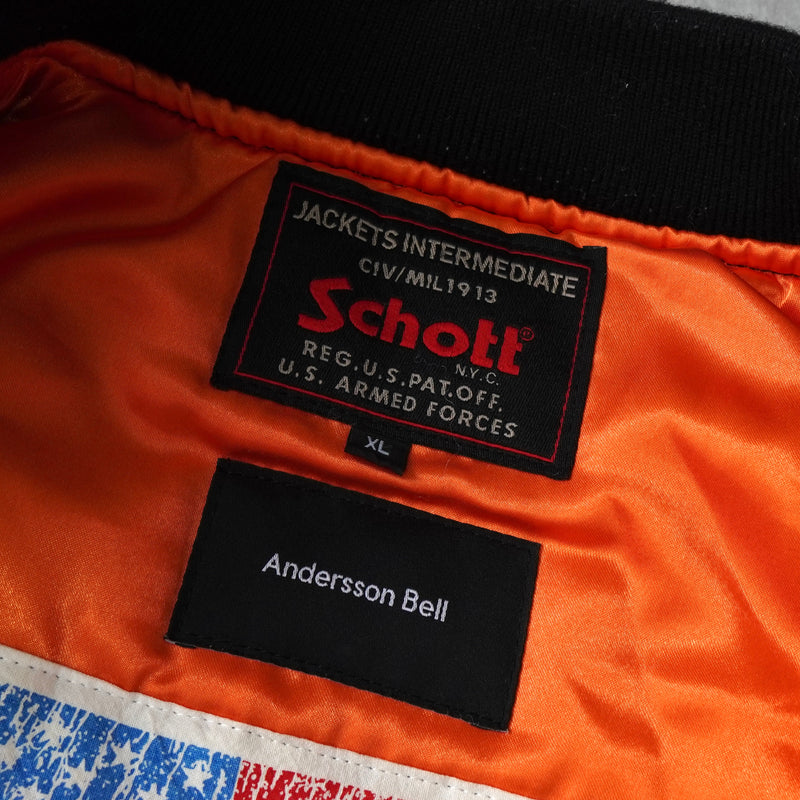 JACKETS INTERMEDIATE
CIV/MIL1913
Schott®
N.Y.C.
REG.U.S.PAT.OFF.
U.S. ARMED FORCES
XL
Andersson Bell